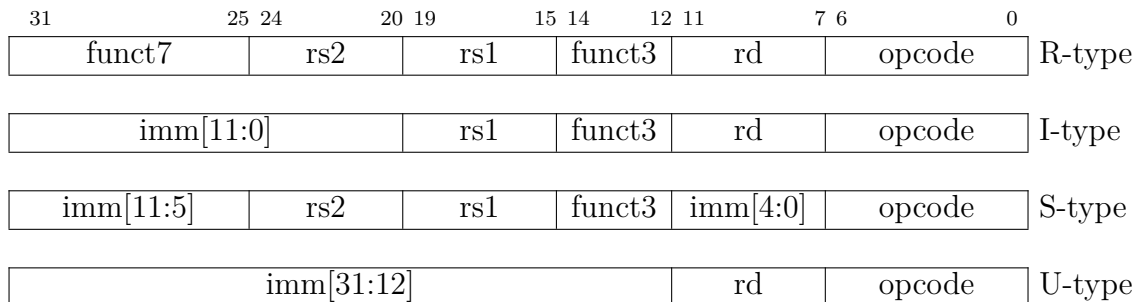 31 25 24 20 19 15 14 12 11 7 6 0
funct7 rs2 rs1 funct3 rd opcode R-type
imm[11:0] rs1 funct3 rd opcode I-type
imm[11:5] rs2 rs1 funct3 imm[4:0] opcode S-type
imm[31:12] rd opcode U-type